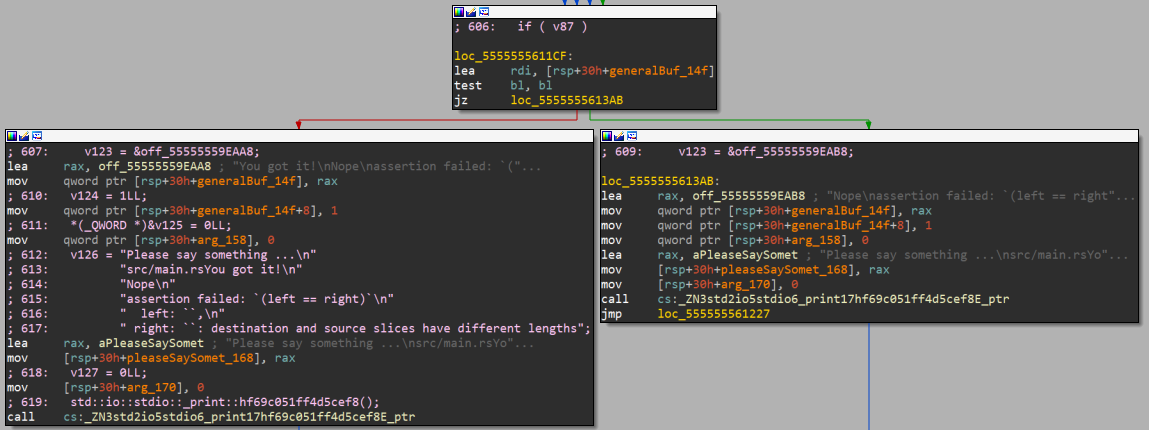 ; 606:   if ( v87 )
loc_5555555611CF:
lea     rdi, [rsp+30h+generalBuf_14f]
test    bl, bl
jz      loc_5555555613AB
; 607:     v123 = &off_55555559EAA8;
lea     rax, off_55555559EAA8 ; "You got it!\nNope\nassertion failed: `("...
mov     qword ptr [rsp+30h+generalBuf_14f], rax
; 610:   v124 = 1LL;
mov     qword ptr [rsp+30h+generalBuf_14f+8], 1
; 611:   *(_QWORD *)&v125 = 0LL;
mov     qword ptr [rsp+30h+arg_158], 0
; 612:   v126 = "Please say something ...\n"
; 613:          "src/main.rsYou got it!\n"
; 614:          "Nope\n"
; 615:          "assertion failed: `(left == right)`\n"
; 616:          "  left: ``,\n"
; 617:          " right: ``: destination and source slices have different lengths";
lea     rax, aPleaseSaySomet ; "Please say something ...\nsrc/main.rsYo"...
mov     [rsp+30h+pleaseSaySomet_168], rax
; 618:   v127 = 0LL;
mov     [rsp+30h+arg_170], 0
; 619:   std::io::stdio::_print::hf69c051ff4d5cef8();
call    cs:_ZN3std2io5stdio6_print17hf69c051ff4d5cef8E_ptr
; 609:     v123 = &off_55555559EAB8;
loc_5555555613AB:
lea     rax, off_55555559EAB8 ; "Nope\nassertion failed: `(left == right"...
mov     qword ptr [rsp+30h+generalBuf_14f], rax
mov     qword ptr [rsp+30h+generalBuf_14f+8], 1
mov     qword ptr [rsp+30h+arg_158], 0
lea     rax, aPleaseSaySomet ; "Please say something ...\nsrc/main.rsYo"...
mov     [rsp+30h+pleaseSaySomet_168], rax
mov     [rsp+30h+arg_170], 0
call    cs:_ZN3std2io5stdio6_print17hf69c051ff4d5cef8E_ptr
jmp     loc_555555561227